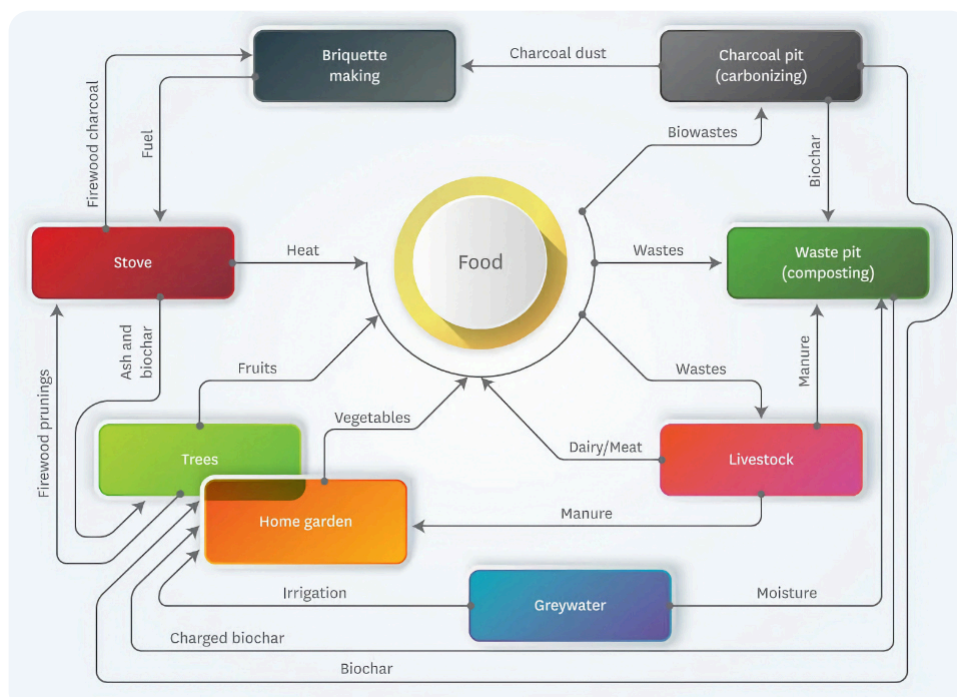 Briquette
making
Charcoal dust
Charcoal pit
(carbonizing)
Firewood charcoal
Fuel
Biowastes
Biochar
Stove
Heat
Food
Wastes
Waste pit
(composting)
Ash and
biochar
Firewood prunings
Fruits
Vegetables
Wastes
Manure
Trees
Dairy/Meat
Livestock
Home garden
Manure
Irrigation
Greywater
Moisture
Charged biochar
Biochar